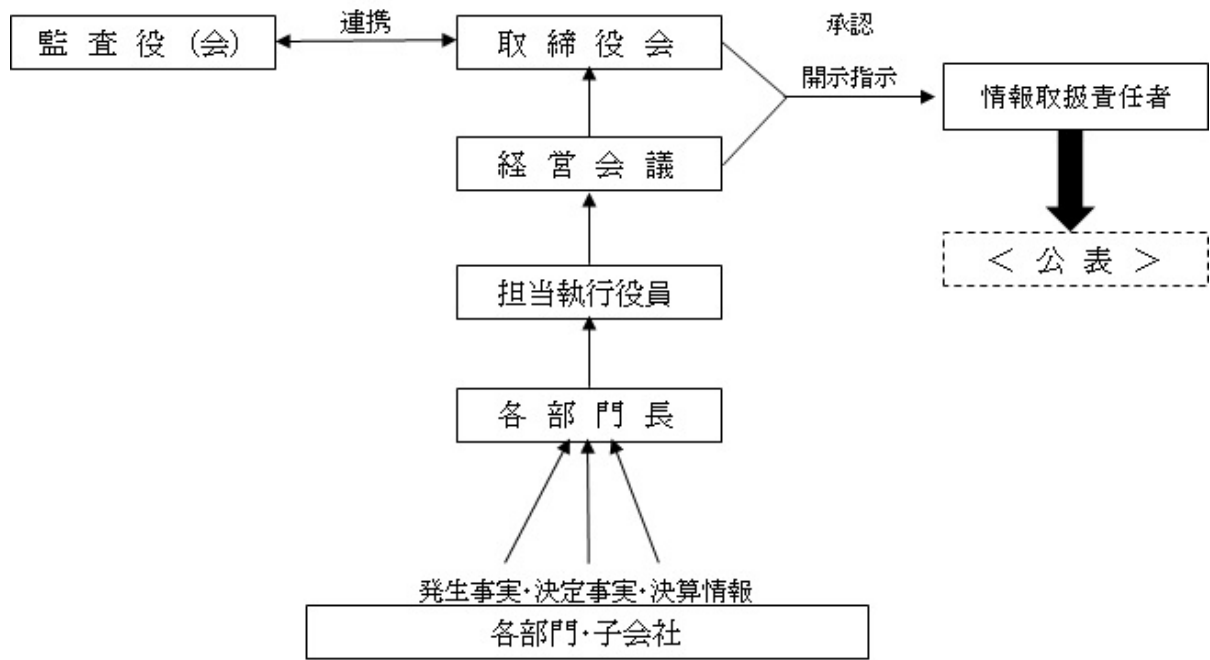 監査役(会)
連携
取締役会
承認
開示指示
情報取扱責任者
経営会議
＜公表＞
担当執行役員
各部門長
発生事実・決定事実・決算情報
各部門・子会社